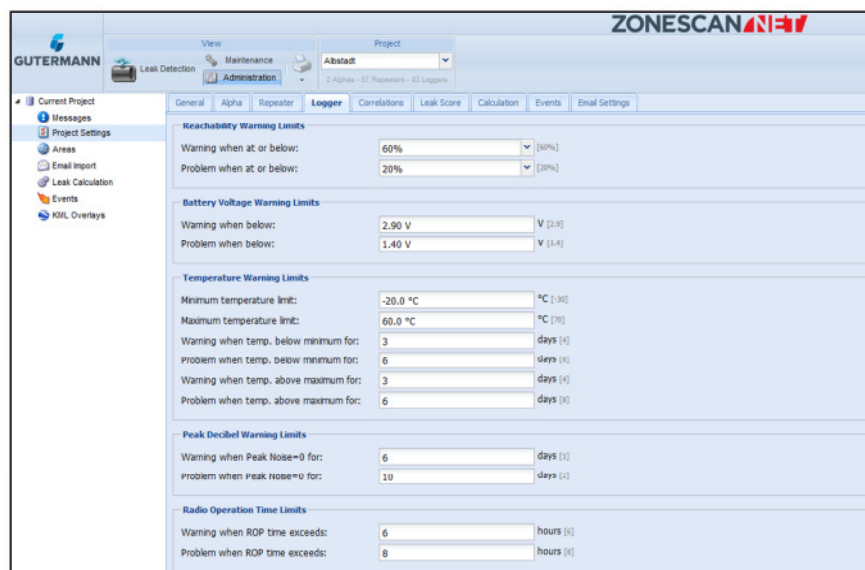 ZONESCAN NET
GUTERMANN
View
Project
Leak Detection
Maintenance
Administration
Albstadt
2 Alphas - 57 Repeaters - 83 Loggers
Current Project
Messages
Project Settings
Areas
Email Import
Leak Calculation
Events
KML Overlays
General
Alpha
Repeater
Logger
Correlations
Leak Score
Calculation
Events
Email Settings
Reachability Warning Limits
Warning when at or below: 60% [60%]
Problem when at or below: 20% [20%]
Battery Voltage Warning Limits
Warning when below: 2.90 V V [2.9]
Problem when below: 1.40 V V [1.4]
Temperature Warning Limits
Minimum temperature limit: -20.0 °C °C [-30]
Maximum temperature limit: 60.0 °C °C [70]
Warning when temp. below minimum for: 3 days [4]
Problem when temp. below minimum for: 6 days [8]
Warning when temp. above maximum for: 3 days [4]
Problem when temp. above maximum for: 6 days [8]
Peak Decibel Warning Limits
Warning when Peak Noise=0 for: 6 days [1]
Problem when Peak Noise=0 for: 10 days [2]
Radio Operation Time Limits
Warning when ROP time exceeds: 6 hours [6]
Problem when ROP time exceeds: 8 hours [8]